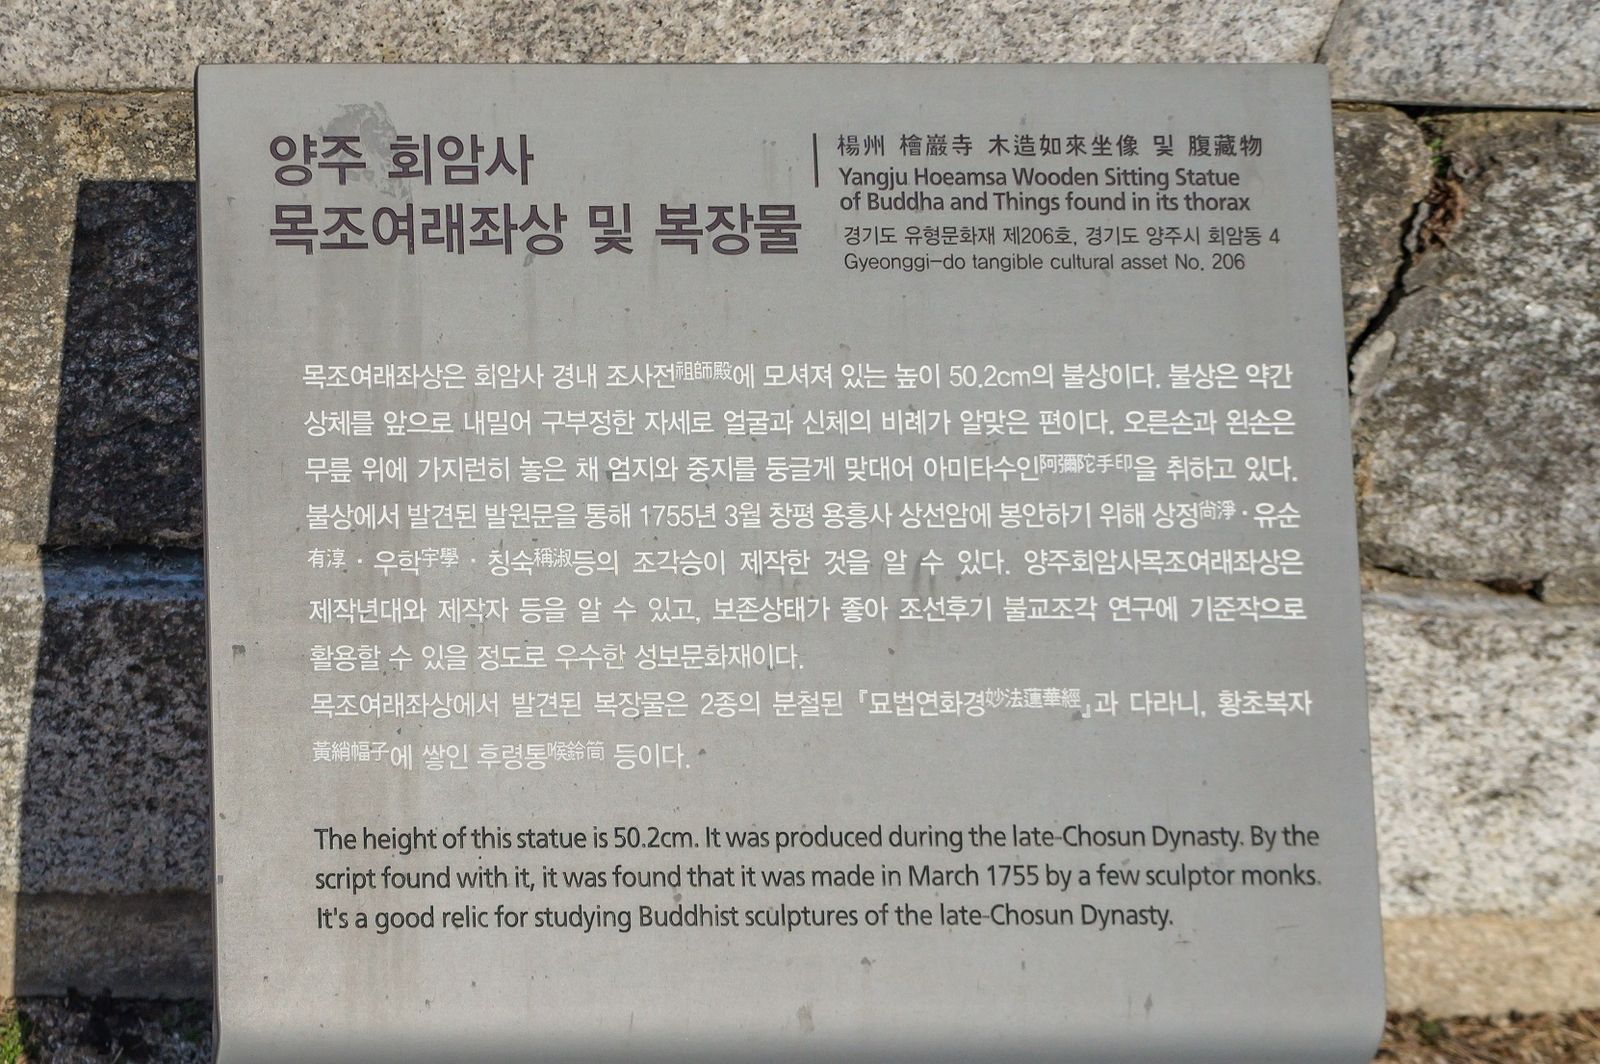 양주 회암사
목조여래좌상 및 복장물
楊州 檜巖寺 木造如來坐像 및 腹藏物
Yangju Hoeamsa Wooden Sitting Statue
of Buddha and Things found in its thorax
경기도 유형문화재 제206호, 경기도 양주시 회암동 4
Gyeonggi-do tangible cultural asset No. 206
목조여래좌상은 회암사 경내 조사전祖師殿에 모셔져 있는 높이 50.2cm의 불상이다. 불상은 약간
상체를 앞으로 내밀어 구부정한 자세로 얼굴과 신체의 비례가 알맞은 편이다. 오른손과 왼손은
무릎 위에 가지런히 놓은 채 엄지와 중지를 둥글게 맞대어 아미타수인阿彌陀手印을 취하고 있다.
불상에서 발견된 발원문을 통해 1755년 3월 창평 용흥사 상선암에 봉안하기 위해 상정尙淨·유순
有淳 · 우학宇學 · 칭숙稱淑등의 조각승이 제작한 것을 알 수 있다. 양주회암사목조여래좌상은
제작년대와 제작자 등을 알 수 있고, 보존상태가 좋아 조선후기 불교조각 연구에 기준작으로
활용할 수 있을 정도로 우수한 성보문화재이다.
목조여래좌상에서 발견된 복장물은 2종의 분철된 『묘법연화경妙法蓮華經』과 다라니, 황초복자
黃綃幅子에 쌓인 후령통喉鈴筒 등이다.
The height of this statue is 50.2cm. It was produced during the late-Chosun Dynasty. By the
script found with it, it was found that it was made in March 1755 by a few sculptor monks.
It's a good relic for studying Buddhist sculptures of the late-Chosun Dynasty.